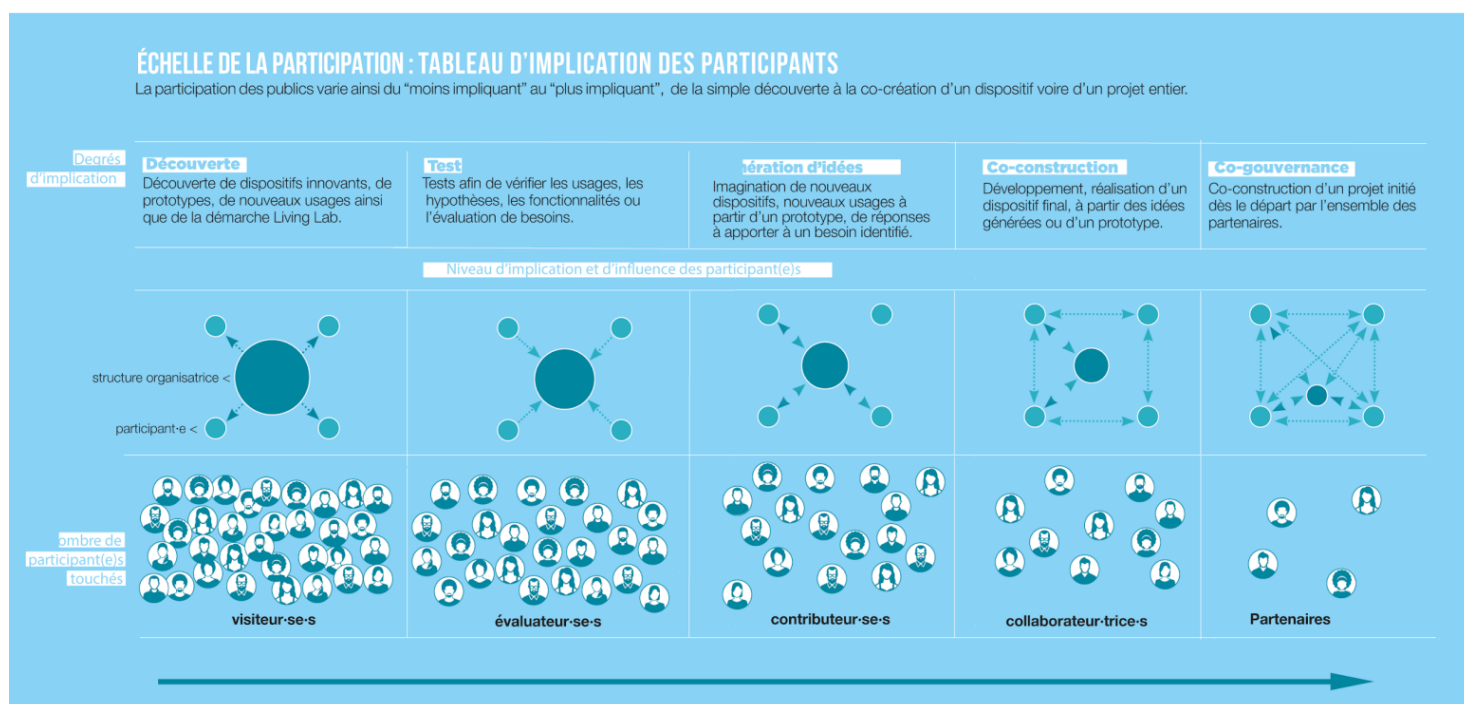 ÉCHELLE DE LA PARTICIPATION : TABLEAU D'IMPLICATION DES PARTICIPANTS
La participation des publics varie ainsi du “moins impliquant” au “plus impliquant”, de la simple découverte à la co-création d'un dispositif voire d'un projet entier.
Degrés
d'implication
Découverte
Découverte de dispositifs innovants, de
prototypes, de nouveaux usages ainsi
que de la démarche Living Lab.
Test
Tests afin de vérifier les usages, les
hypothèses, les fonctionnalités ou
l'évaluation de besoins.
nération d'idées
Imagination de nouveaux
dispositifs, nouveaux usages à
partir d'un prototype, de réponses
à apporter à un besoin identifié.
Co-construction
Développement, réalisation d'un
dispositif final, à partir des idées
générées ou d'un prototype.
Co-gouvernance
Co-construction d'un projet initié
dès le départ par l'ensemble des
partenaires.
Niveau d'implication et d'influence des participant(e)s
structure organisatrice <
participant·e <
ombre de
participant(e)s
touchés
visiteur·se·s
évaluateur·se·s
contributeur·se·s
collaborateur·trice·s
Partenaires